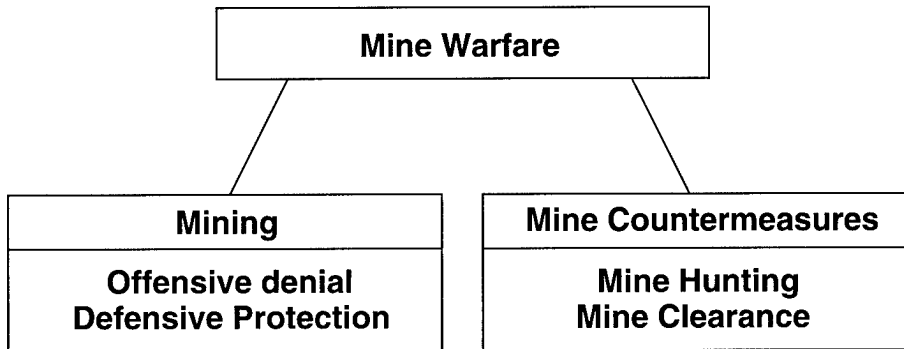 Mine Warfare
Mining
Offensive denial
Defensive Protection
Mine Countermeasures
Mine Hunting
Mine Clearance